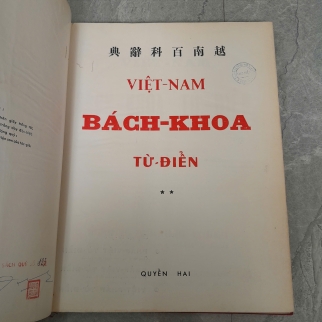 典辭科百南越
VIỆT-NAM
BÁCH-KHOA
TỪ-ĐIỂN
★ ★
QUYỂN HAI